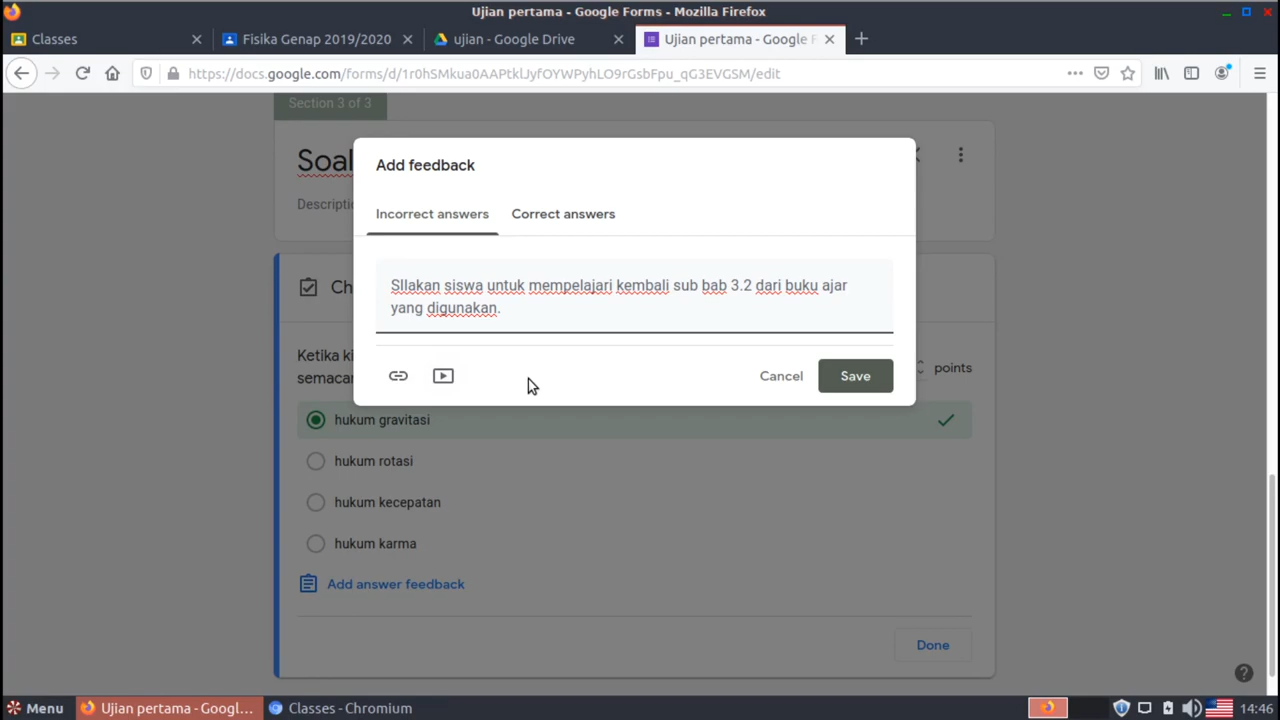 Ujian pertama - Google Forms - Mozilla Firefox
Classes
Fisika Genap 2019/2020
ujian - Google Drive
Ujian pertama - Google F
https://docs.google.com/forms/d/1r0hSMkua0AAPtklJyfOYWPyhLO9rGsbFpu_qG3EVGSM/edit
Section 3 of 3
Soal
Descriptio
Add feedback
Incorrect answers
Correct answers
SIlakan siswa untuk mempelajari kembali sub bab 3.2 dari buku ajar
yang digunakan.
Cancel
Save
Ch
Ketika ki
semacan
points
hukum gravitasi
hukum rotasi
hukum kecepatan
hukum karma
Add answer feedback
Done
Menu
Ujian pertama - Googl...
Classes - Chromium
14:46